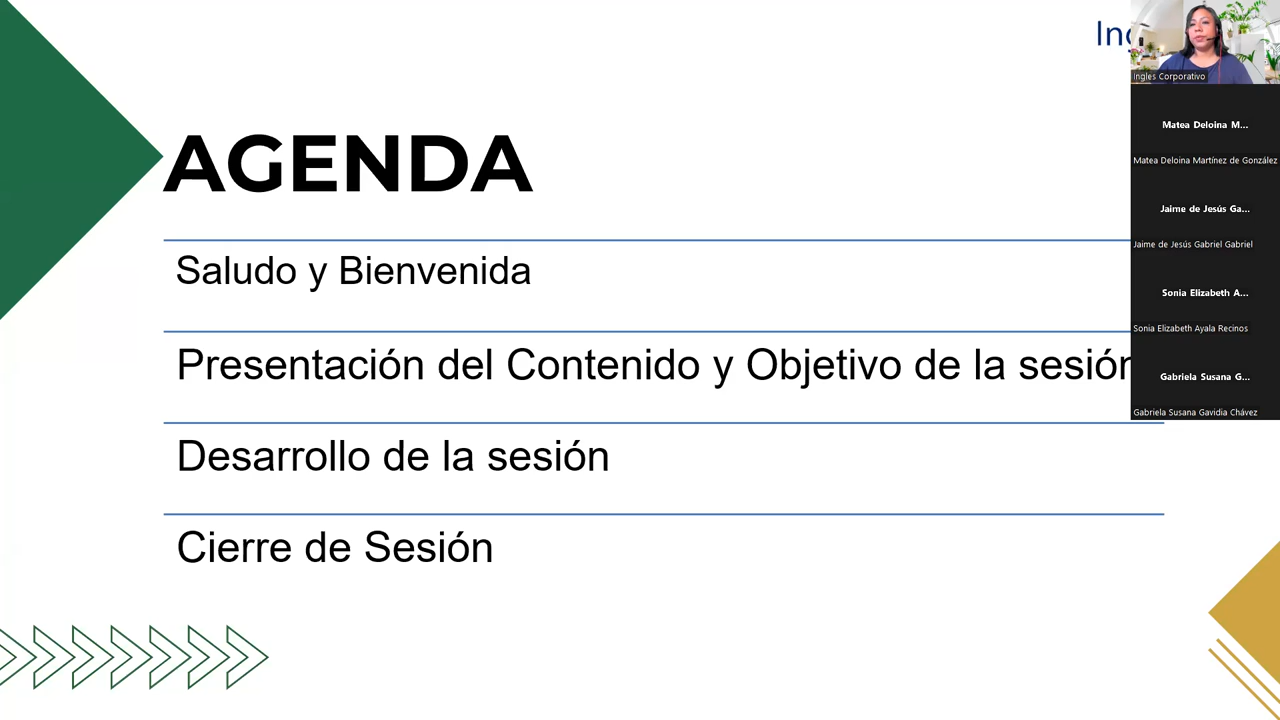 AGENDA
Saludo y Bienvenida
Presentación del Contenido y Objetivo de la sesión
Desarrollo de la sesión
Cierre de Sesión
Ingles Corporativo
Matea Deloina M...
Matea Deloina Martínez de González
Jaime de Jesús Ga...
Jaime de Jesús Gabriel Gabriel
Sonia Elizabeth A...
Sonia Elizabeth Ayala Recinos
Gabriela Susana G...
Gabriela Susana Gavidia Chávez